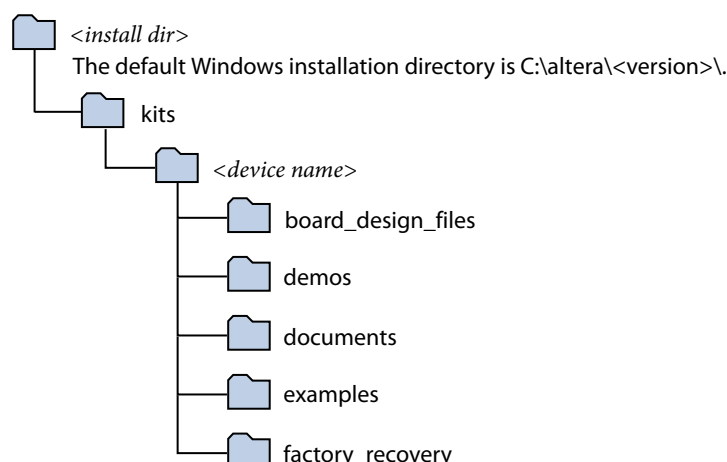 <install dir>
The default Windows installation directory is C:\altera\<version>\.
kits
<device name>
board_design_files
demos
documents
examples
factory_recovery